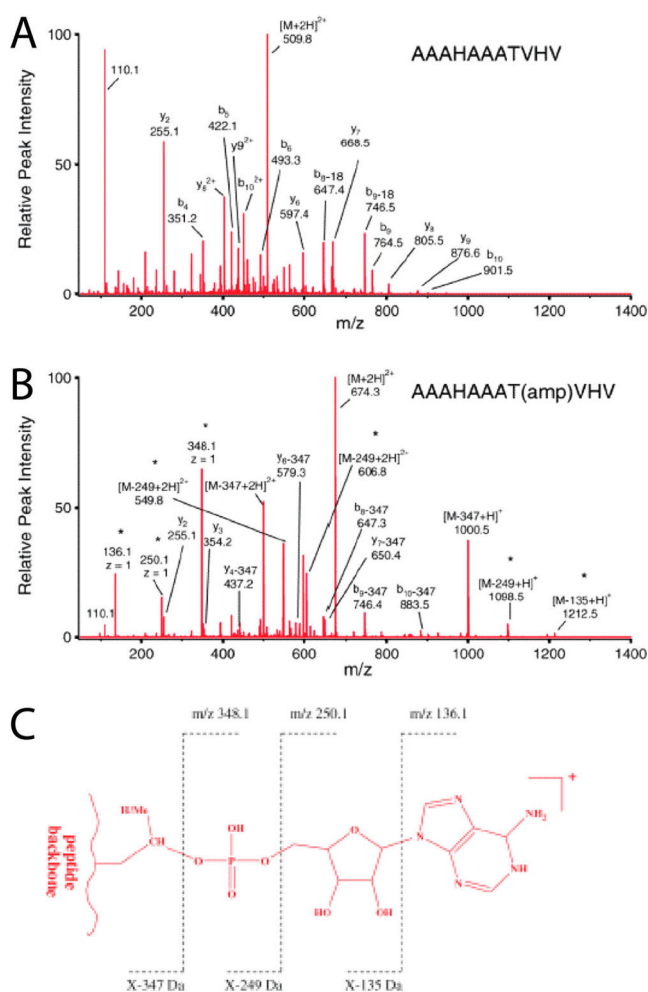 A
AAAHAAATVHV
Relative Peak Intensity
100
50
0
[M+2H]²⁺
509.8
110.1
y₂
255.1
b₄
351.2
y₈²⁺
b₅
422.1
y9²⁺
b₁₀²⁺
b₆
493.3
y₆
597.4
b₈-18
647.4
y₇
668.5
b₉-18
746.5
b₉
764.5
y₈
805.5
y₉
876.6
b₁₀
901.5
200 400 600 800 1000 1200 1400
m/z
B
AAAHAAAT(amp)VHV
Relative Peak Intensity
100
50
0
[M+2H]²⁺
674.3
*
348.1
z = 1
*
[M-249+2H]²⁺
549.8
[M-347+2H]²⁺
y₆-347
579.3
*
[M-249+2H]²⁺
606.8
*
136.1
z = 1
*
250.1
z = 1
y₂
255.1
y₃
354.2
110.1
y₄-347
437.2
b₈-347
647.3
y₇-347
650.4
b₉-347
746.4
b₁₀-347
883.5
[M-347+H]⁺
1000.5
*
[M-249+H]⁺
1098.5
*
[M-135+H]⁺
1212.5
200 400 600 800 1000 1200 1400
m/z
C
m/z 348.1
m/z 250.1
m/z 136.1
peptide
backbone
H/Me
CH
O
OH
P
O
O
O
HO
OH
N
N
N
NH₂
NH
+
X-347 Da
X-249 Da
X-135 Da